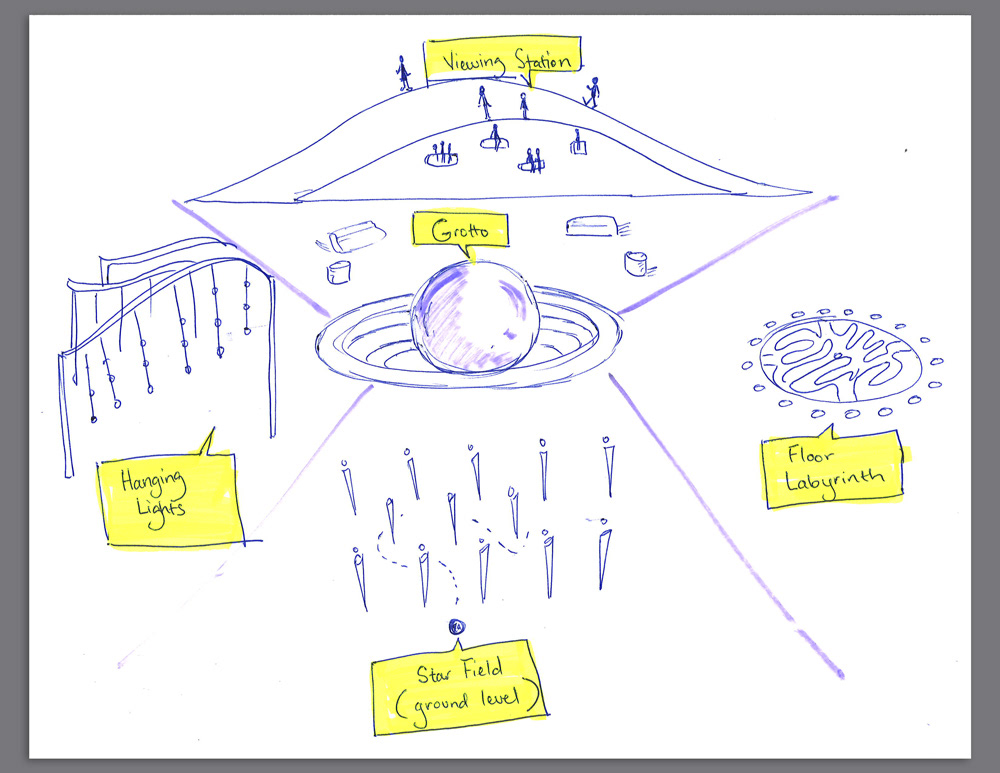 Viewing Station
Grotto
Hanging
Lights
Floor
Labyrinth
Star Field
(ground level)